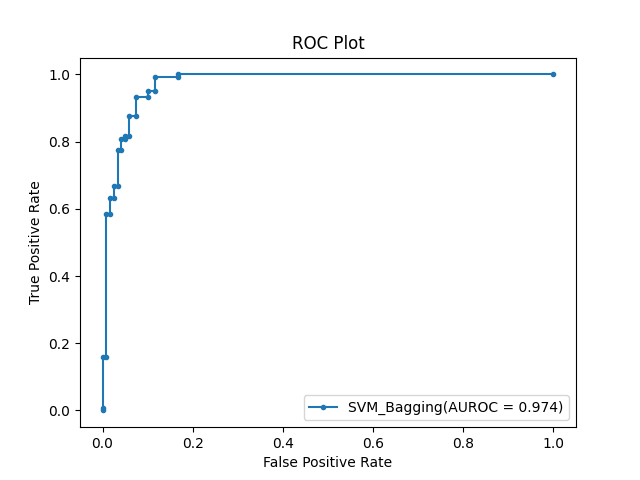 ROC Plot
True Positive Rate
1.0
0.8
0.6
0.4
0.2
0.0
SVM_Bagging(AUROC = 0.974)
0.0 0.2 0.4 0.6 0.8 1.0
False Positive Rate